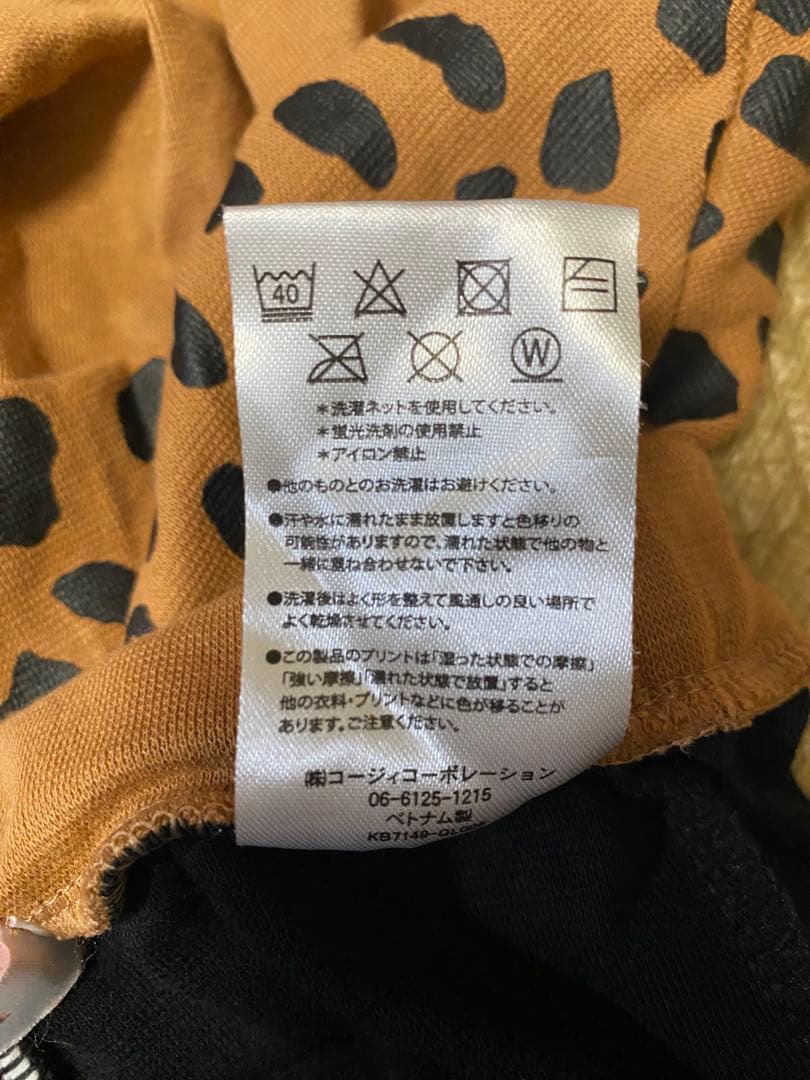 40
W
*洗濯ネットを使用してください。
*蛍光洗剤の使用禁止
*アイロン禁止
●他のものとのお洗濯はお避けください。
●汗や水に濡れたまま放置しますと色移りの
可能性がありますので、濡れた状態で他の物と
一緒に重ね合わせないで下さい。
●洗濯後はよく形を整えて風通しの良い場所で
よく乾燥させてください。
●この製品のプリントは「湿った状態での摩擦」
「強い摩擦」「濡れた状態で放置」すると
他の衣料・プリントなどに色が移ることが
あります。ご注意ください。
㈱コージィコーポレーション
06-6125-1215
ベトナム製